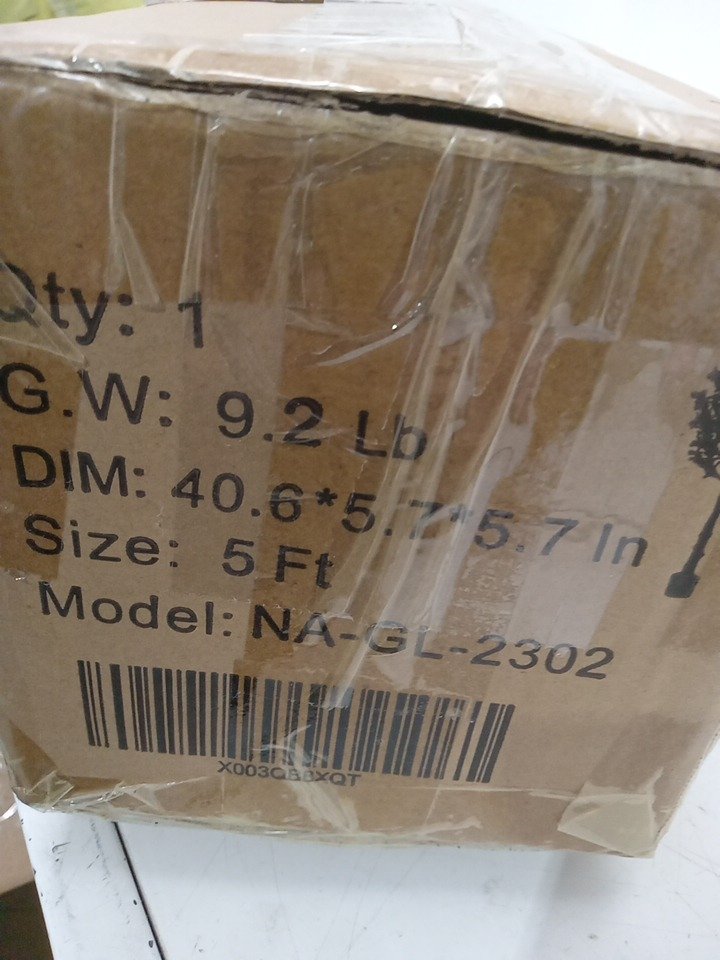 Qty: 1
G.W: 9.2 Lb
DIM: 40.6*5.7*5.7 In
Size: 5 Ft
Model: NA-GL-2302